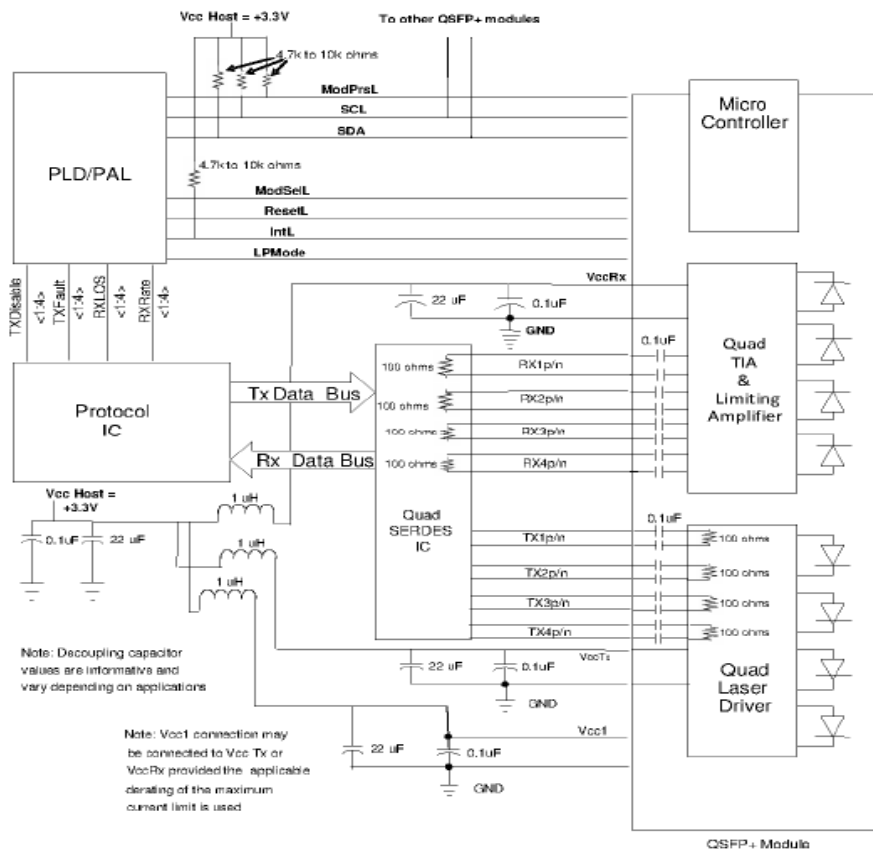 Vcc Host = +3.3V
To other QSFP+ modules
4.7k to 10k ohms
ModPrsL
SCL
SDA
Micro
Controller
PLD/PAL
4.7k to 10k ohms
ModSelL
ResetL
IntL
LPMode
TXDisable
<1:4>
TXFault
<1:4>
RXLOS
<1:4>
RXRate
<1:4>
VccRx
22 uF
0.1uF
GND
0.1uF
Quad
TIA
&
Limiting
Amplifier
100 ohms
RX1p/n
100 ohms
RX2p/n
100 ohms
RX3p/n
100 ohms
RX4p/n
Protocol
IC
Tx Data Bus
Rx Data Bus
Quad
SERDES
IC
Vcc Host =
+3.3V
0.1uF
22 uF
1 uH
1 uH
1 uH
0.1uF
TX1p/n
100 ohms
TX2p/n
100 ohms
TX3p/n
100 ohms
TX4p/n
100 ohms
VccTx
22 uF
0.1uF
GND
Quad
Laser
Driver
Note: Decoupling capacitor
values are informative and
vary depending on applications
Note: Vcc1 connection may
be connected to Vcc Tx or
VccRx provided the applicable
derating of the maximum
current limit is used
Vcc1
22 uF
0.1uF
GND
QSFP+ Module